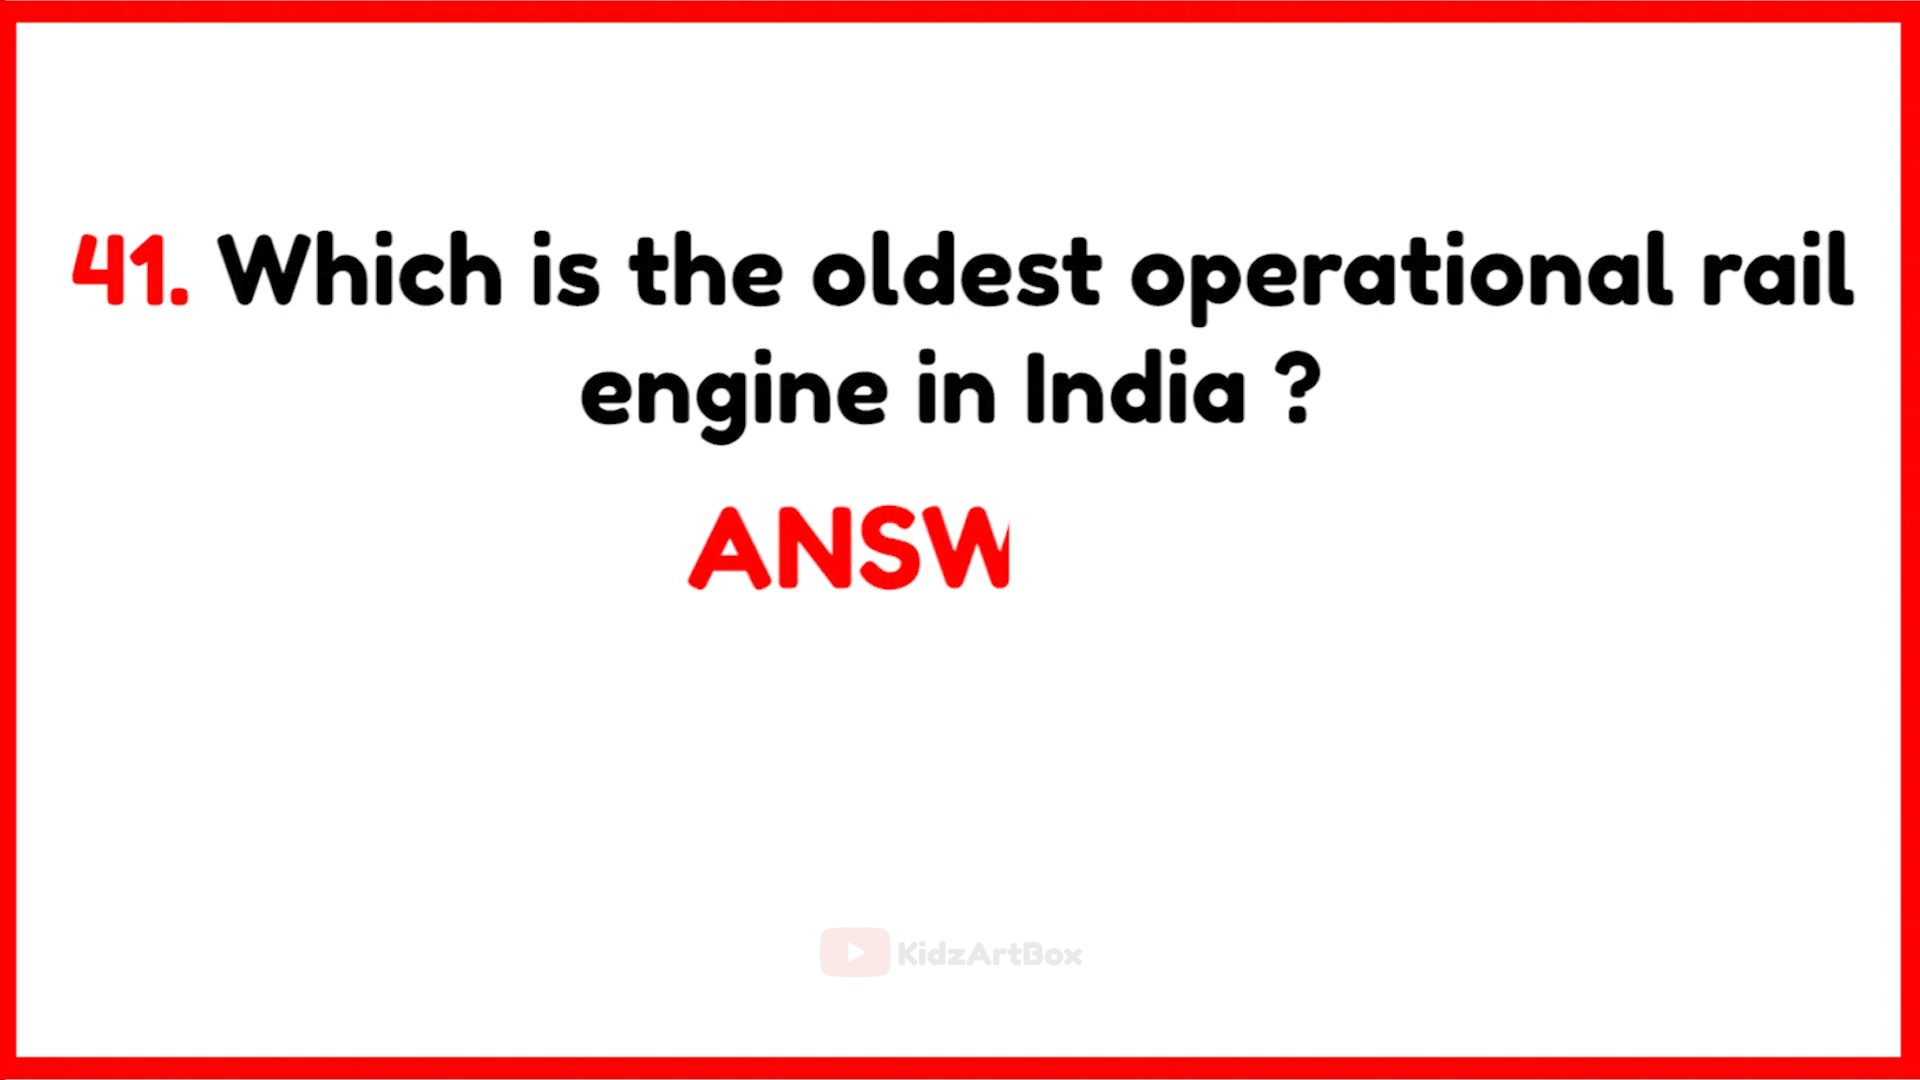 41. Which is the oldest operational rail
engine in India ?
ANSW
KidzArtBox